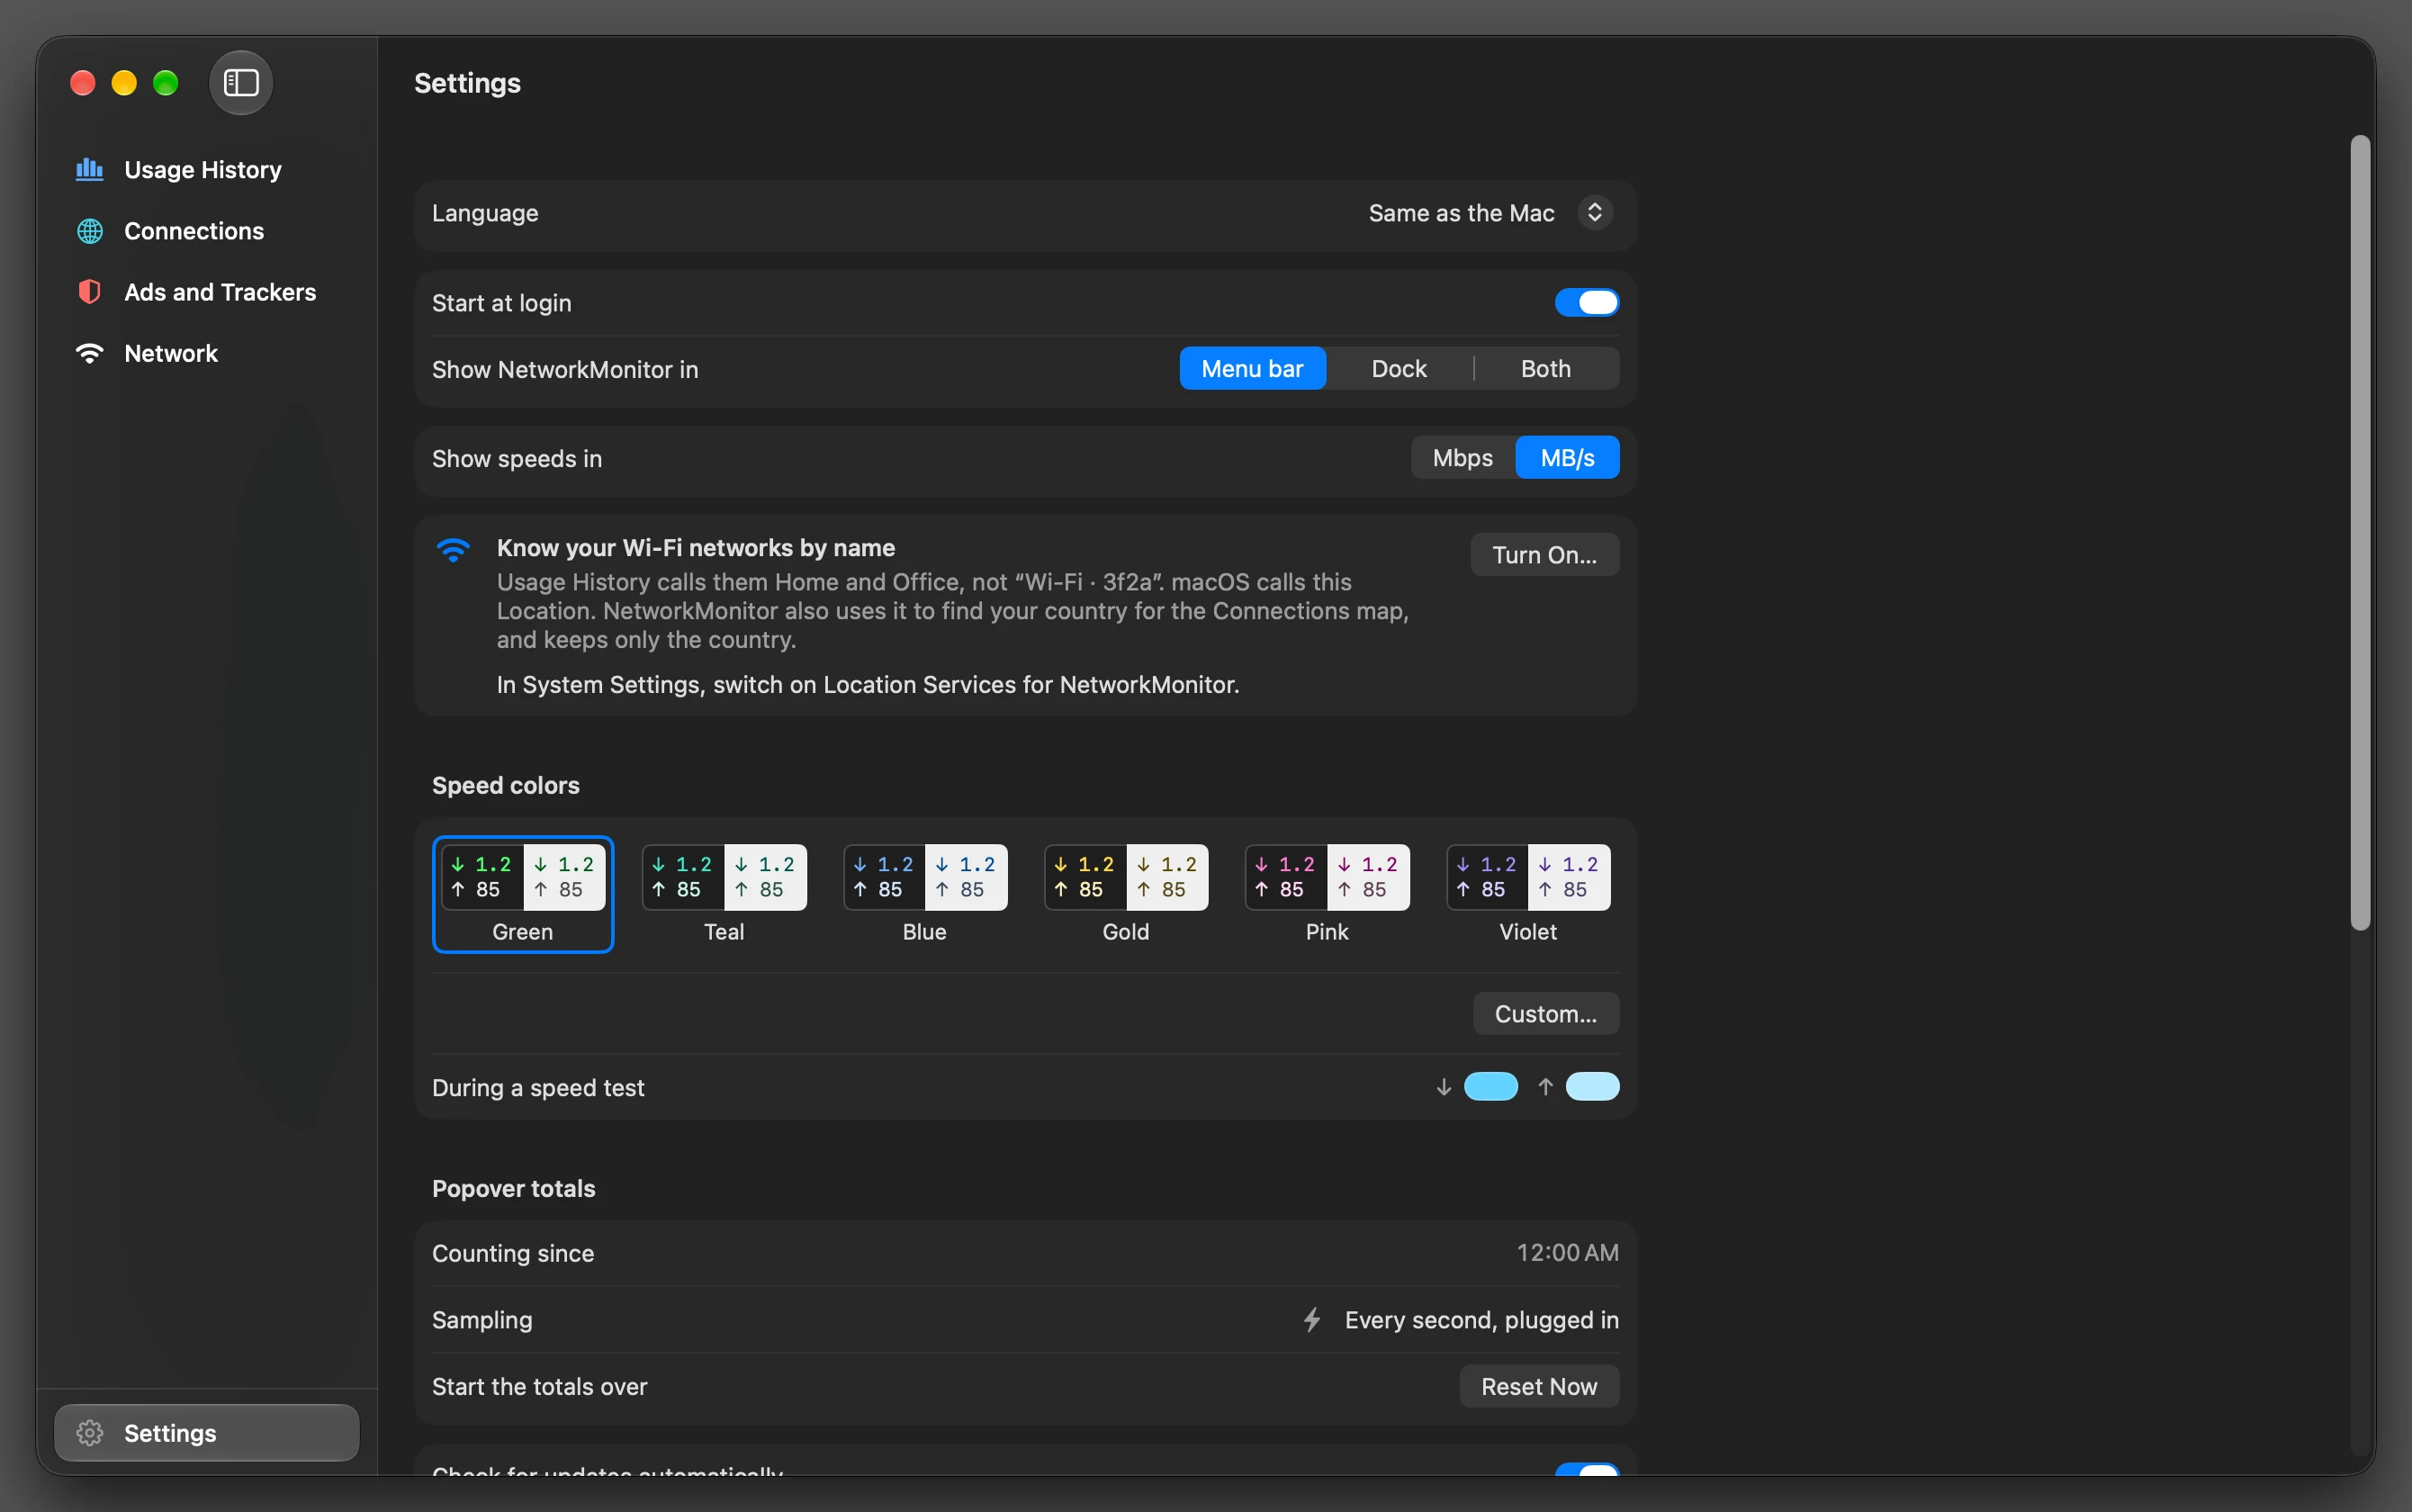 Settings
Usage History
Connections
Ads and Trackers
Network
Settings
Language
Same as the Mac
Start at login
Show NetworkMonitor in
Menu bar
Dock
Both
Show speeds in
Mbps
MB/s
Know your Wi-Fi networks by name
Turn On...
Usage History calls them Home and Office, not “Wi-Fi · 3f2a”. macOS calls this
Location. NetworkMonitor also uses it to find your country for the Connections map,
and keeps only the country.
In System Settings, switch on Location Services for NetworkMonitor.
Speed colors
↓ 1.2 ↓ 1.2
↑ 85 ↑ 85
Green
↓ 1.2 ↓ 1.2
↑ 85 ↑ 85
Teal
↓ 1.2 ↓ 1.2
↑ 85 ↑ 85
Blue
↓ 1.2 ↓ 1.2
↑ 85 ↑ 85
Gold
↓ 1.2 ↓ 1.2
↑ 85 ↑ 85
Pink
↓ 1.2 ↓ 1.2
↑ 85 ↑ 85
Violet
Custom...
During a speed test
↓ ↑
Popover totals
Counting since
12:00 AM
Sampling
Every second, plugged in
Start the totals over
Reset Now
Check for updates automatically